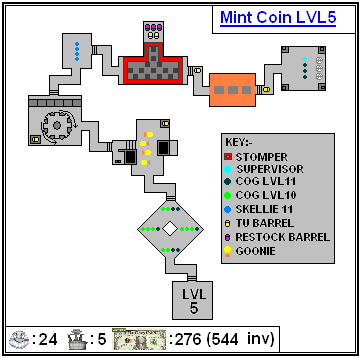 Mint Coin LVL5
KEY:-
STOMPER
SUPERVISOR
COG LVL11
COG LVL10
SKELLIE 11
TU BARREL
RESTOCK BARREL
GOONIE
LVL
5
:24 :5 :276 (544 inv)